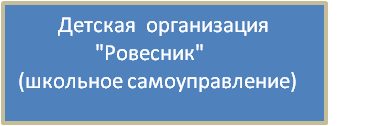 Детская организация
"Ровесник"
(школьное самоуправление)